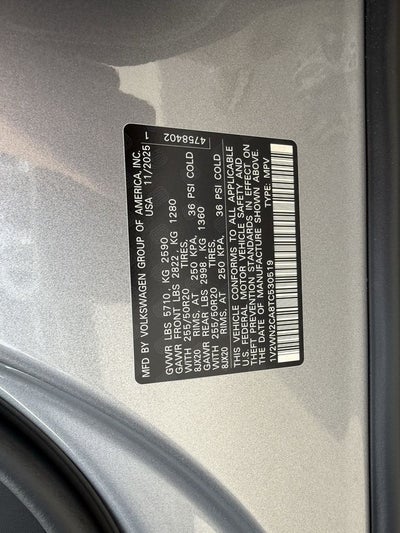 MFD BY VOLKSWAGEN GROUP OF AMERICA, INC.
USA 11/2025
GVWR LBS 5710 , KG 2590
GAWR FRONT LBS 2822 , KG 1280
WITH 255/50R20 TIRES,
8JX20 RIMS, AT 250 KPA, 36 PSI COLD
GAWR REAR LBS 2998 , KG 1360
WITH 255/50R20 TIRES,
8JX20 RIMS, AT 250 KPA, 36 PSI COLD
THIS VEHICLE CONFORMS TO ALL APPLICABLE
U.S. FEDERAL MOTOR VEHICLE SAFETY AND
THEFT PREVENTION STANDARDS IN EFFECT ON
THE DATE OF MANUFACTURE SHOWN ABOVE.
1V2WN2CA8TC530519 TYPE: MPV
1 4758402